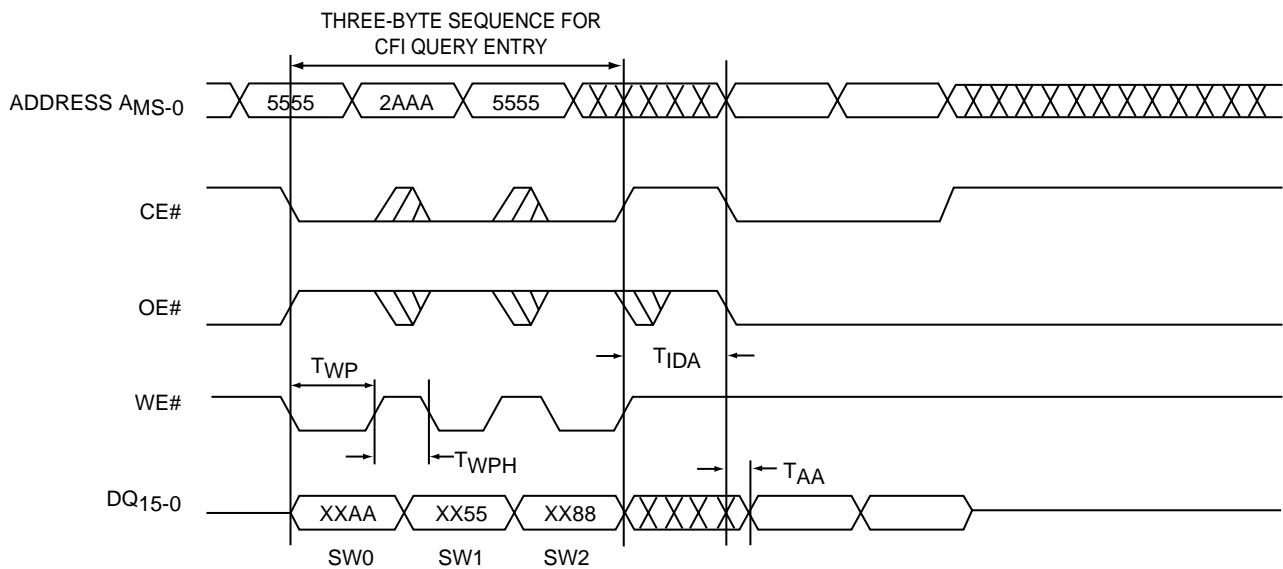 THREE-BYTE SEQUENCE FOR
CFI QUERY ENTRY
ADDRESS AMS-0
5555
2AAA
5555
CE#
OE#
TIDA
TWP
WE#
TWPH
TAA
DQ15-0
XXAA
XX55
XX88
SW0
SW1
SW2